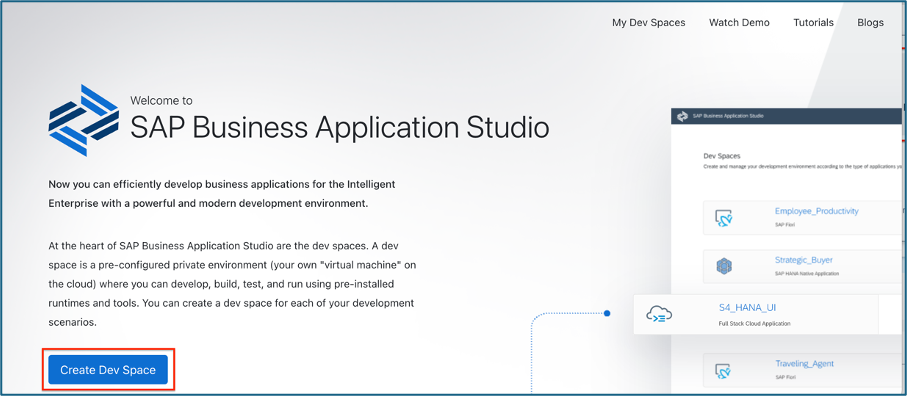 My Dev Spaces Watch Demo Tutorials Blogs
Welcome to
SAP Business Application Studio
Now you can efficiently develop business applications for the Intelligent
Enterprise with a powerful and modern development environment.
At the heart of SAP Business Application Studio are the dev spaces. A dev
space is a pre-configured private environment (your own "virtual machine" on
the cloud) where you can develop, build, test, and run using pre-installed
runtimes and tools. You can create a dev space for each of your development
scenarios.
Create Dev Space
SAP Business Application Studio
Dev Spaces
Create and manage your development environment according to the type of applications
Employee_Productivity
SAP Fiori
Strategic_Buyer
SAP HANA Native Application
S4_HANA_UI
Full Stack Cloud Application
Traveling_Agent
SAP Fiori